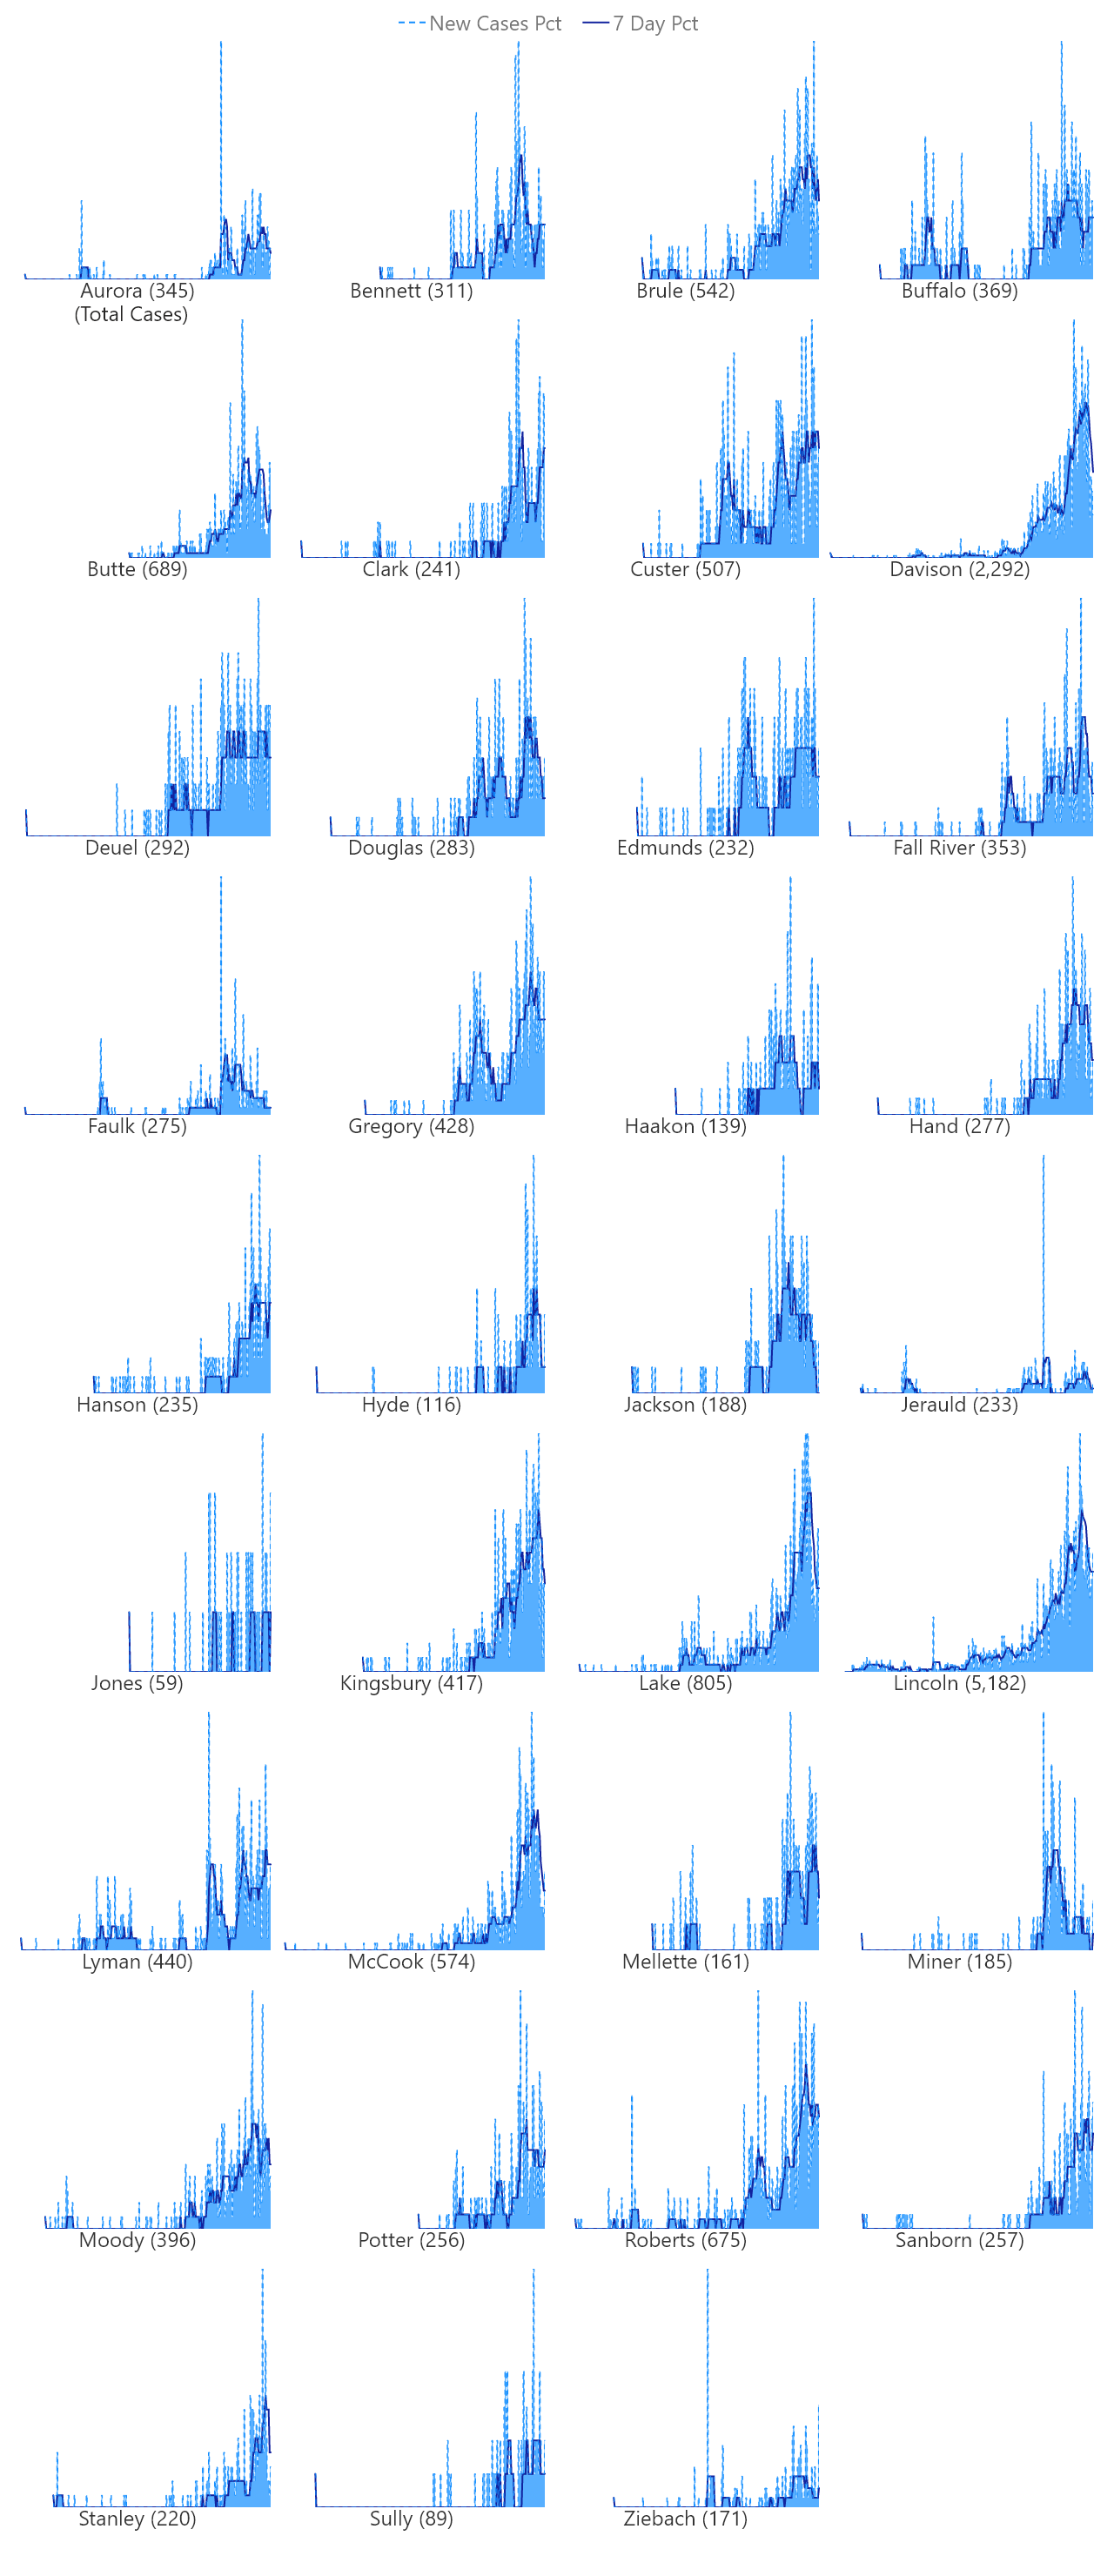 New Cases Pct 7 Day Pct
Aurora (345) Bennett (311) Brule (542) Buffalo (369)
(Total Cases)
Butte (689) Clark (241) Custer (507) Davison (2,292)
Deuel (292) Douglas (283) Edmunds (232) Fall River (353)
Faulk (275) Gregory (428) Haakon (139) Hand (277)
Hanson (235) Hyde (116) Jackson (188) Jerauld (233)
Jones (59) Kingsbury (417) Lake (805) Lincoln (5,182)
Lyman (440) McCook (574) Mellette (161) Miner (185)
Moody (396) Potter (256) Roberts (675) Sanborn (257)
Stanley (220) Sully (89) Ziebach (171)